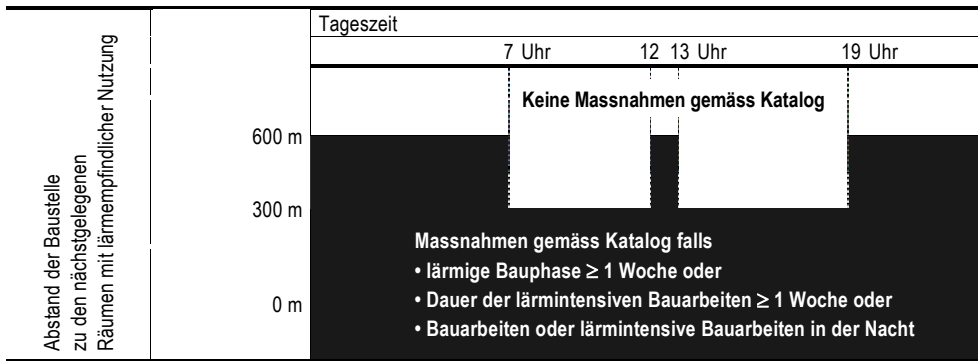 Tageszeit
7 Uhr 12 13 Uhr 19 Uhr
Abstand der Baustelle
zu den nächstgelegenen
Räumen mit lärmempfindlicher Nutzung
Keine Massnahmen gemäss Katalog
600 m
300 m
0 m
Massnahmen gemäss Katalog falls
• lärmige Bauphase ≥ 1 Woche oder
• Dauer der lärmintensiven Bauarbeiten ≥ 1 Woche oder
• Bauarbeiten oder lärmintensive Bauarbeiten in der Nacht